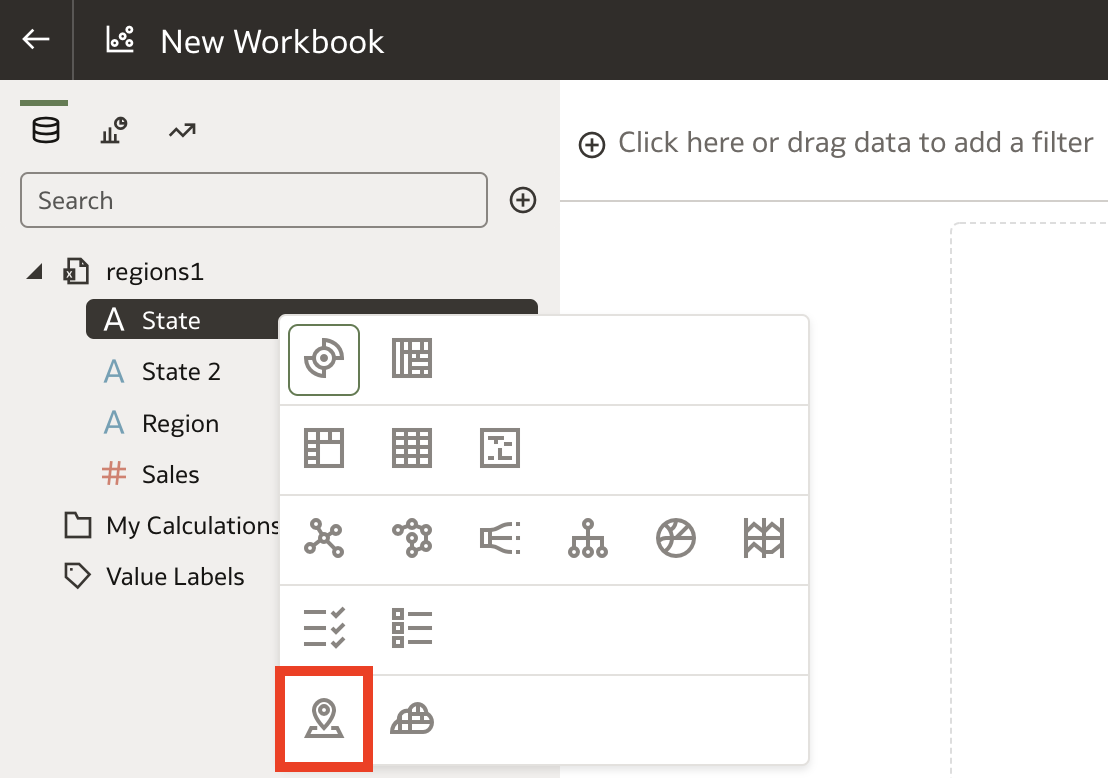 New Workbook
Click here or drag data to add a filter
Search
regions1
A State
A State 2
A Region
# Sales
My Calculations
Value Labels